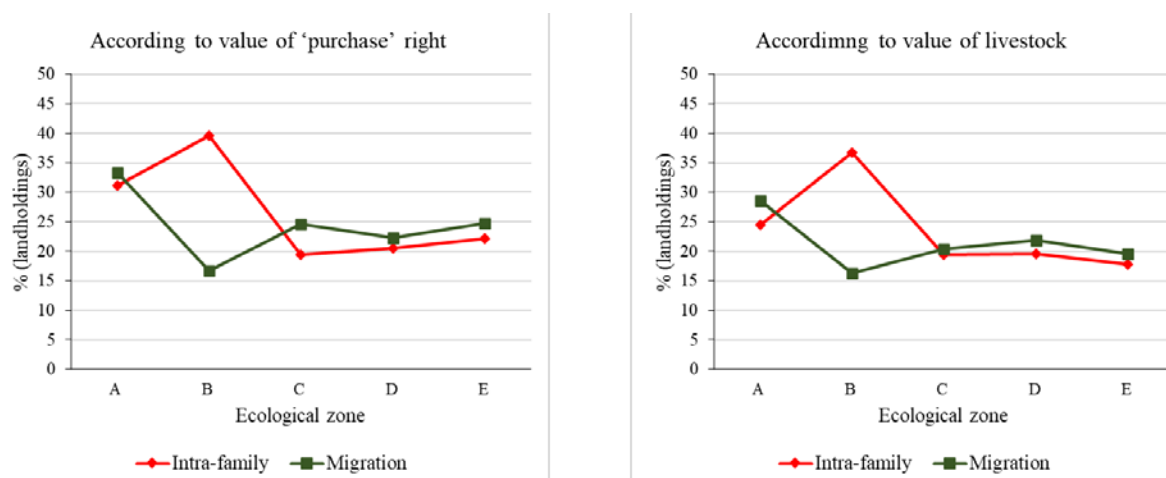 According to value of ‘purchase’ right
50
45
40
35
30
25
20
15
10
5
0
% (landholdings)
A B C D E
Ecological zone
Intra-family Migration
Accordimng to value of livestock
50
45
40
35
30
25
20
15
10
5
0
% (landholdings)
A B C D E
Ecological zone
Intra-family Migration